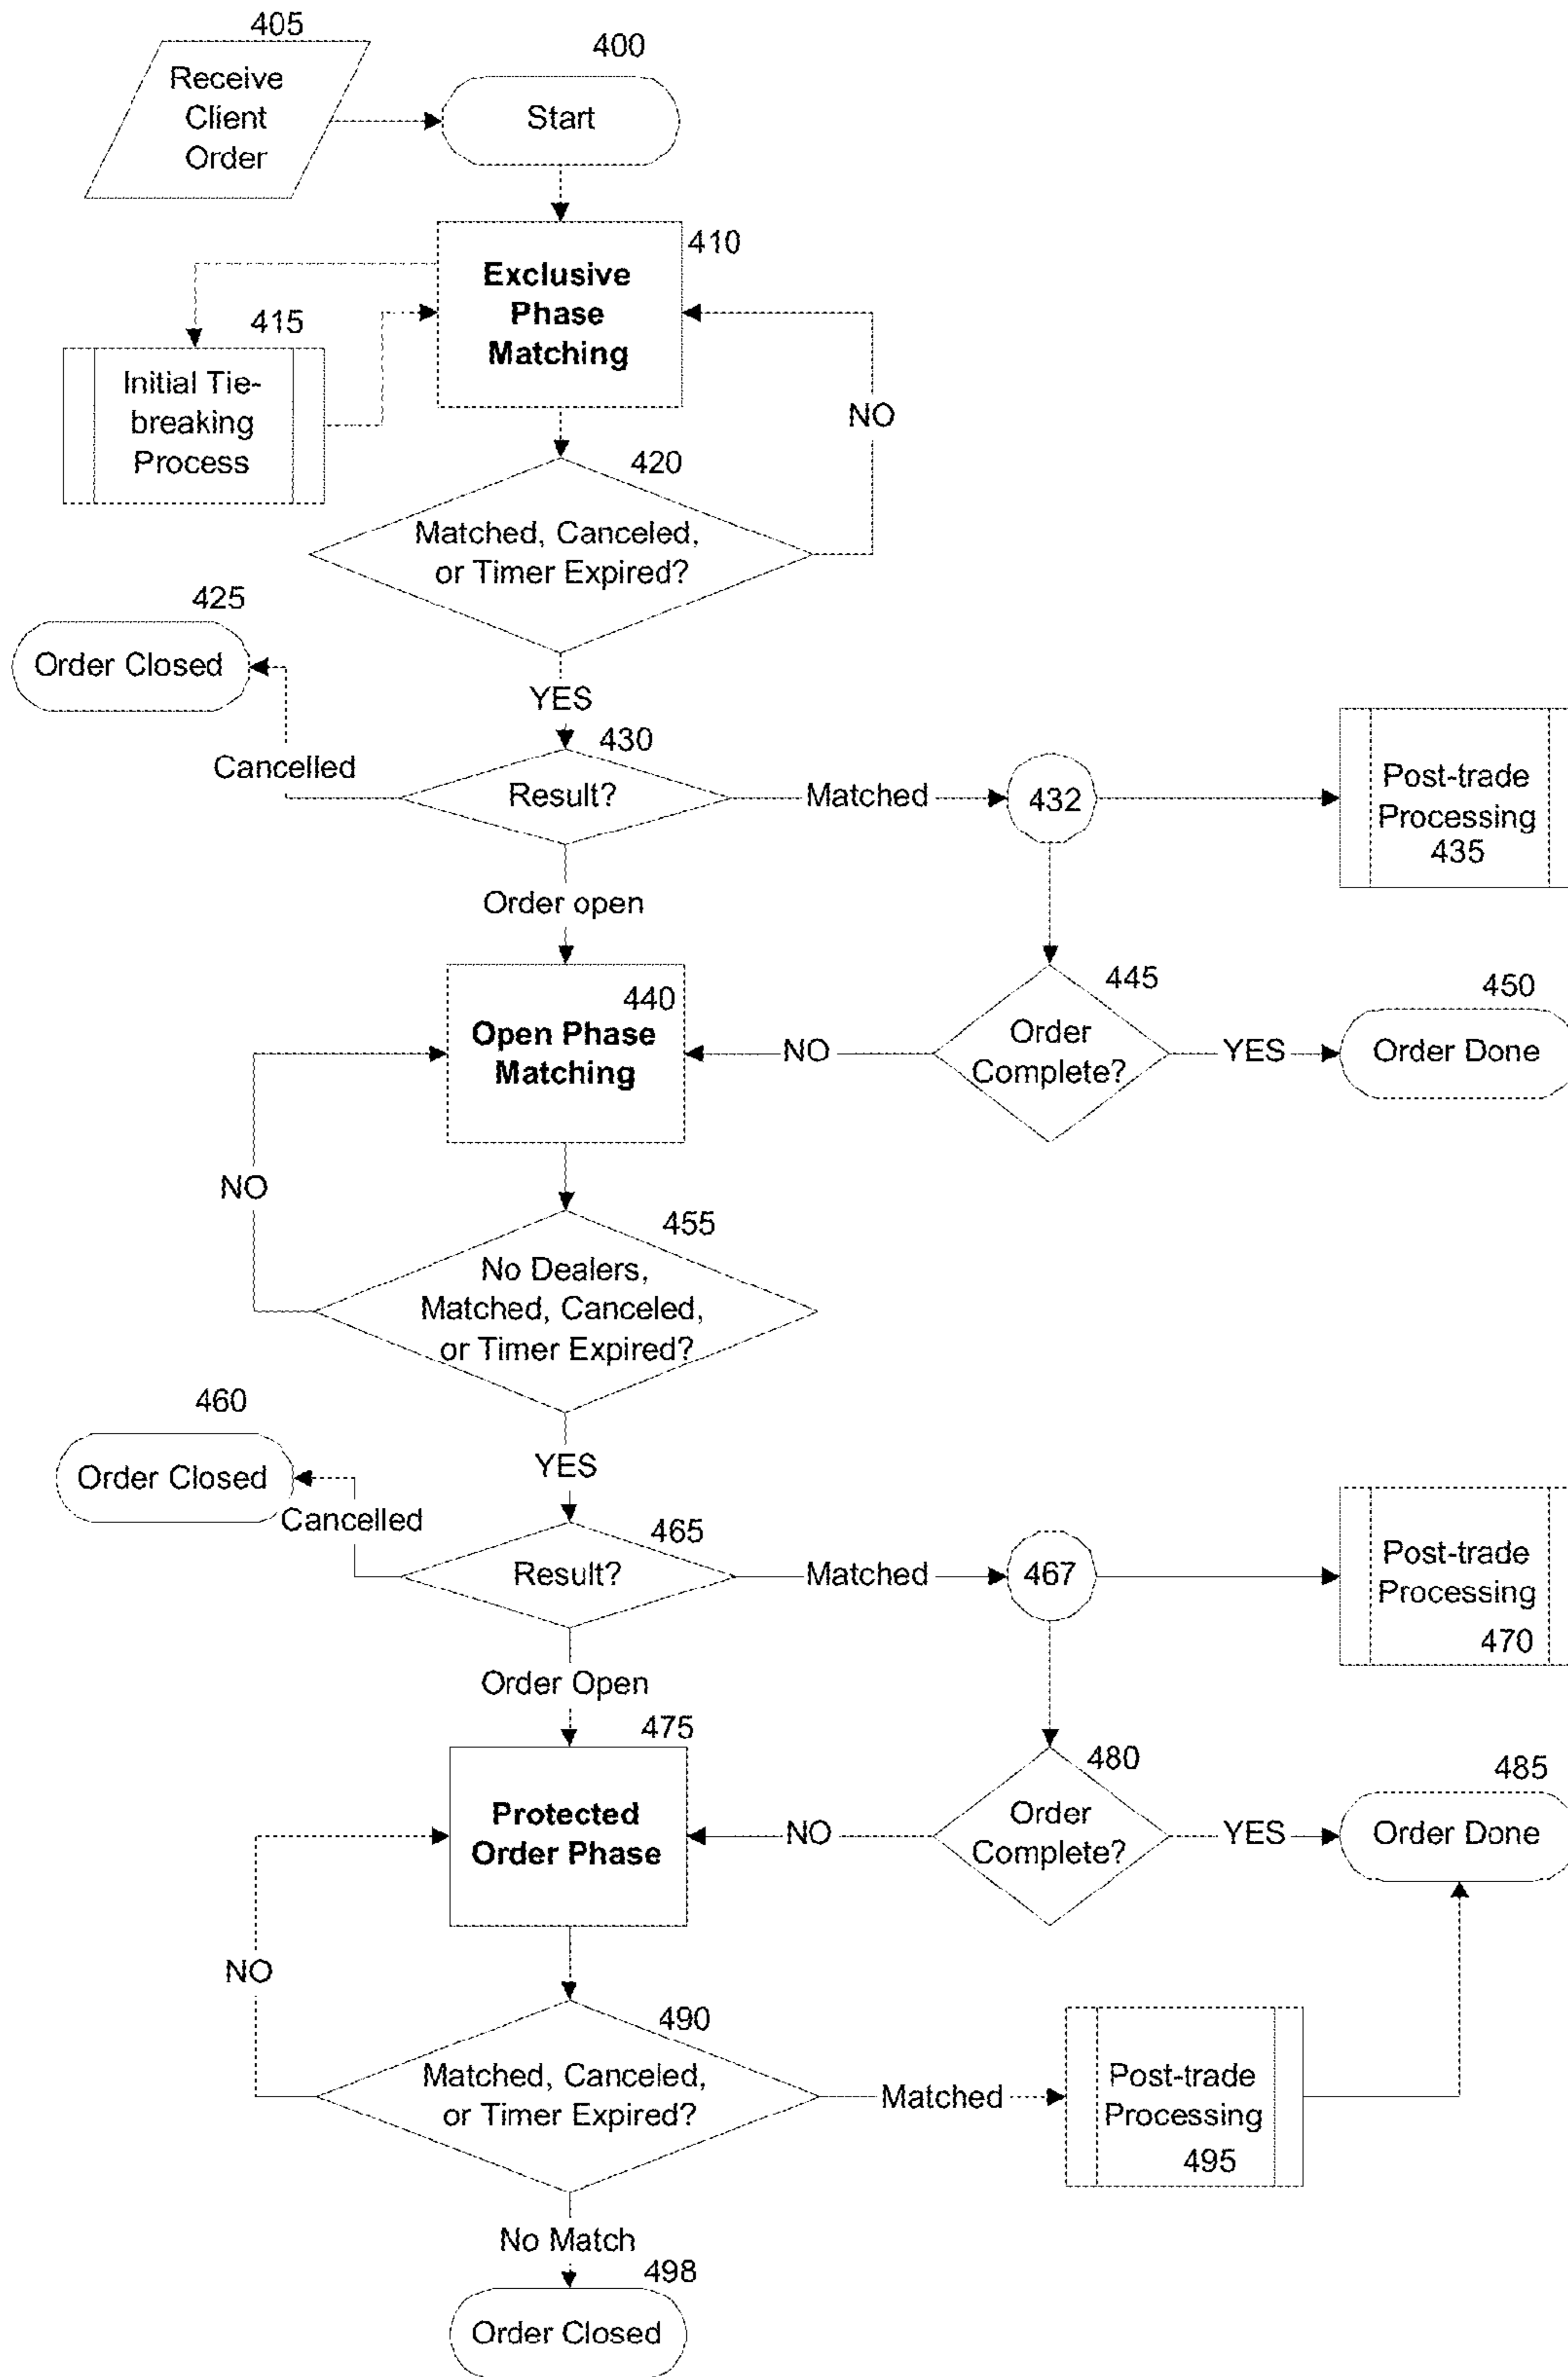 405
Receive
Client
Order
400
Start
410
Exclusive
Phase
Matching
415
Initial Tie-
breaking
Process
NO
420
Matched, Canceled,
or Timer Expired?
425
Order Closed
YES
Cancelled
430
Result?
Matched
432
Post-trade
Processing
435
Order open
440
Open Phase
Matching
NO
445
Order
Complete?
YES
450
Order Done
NO
455
No Dealers,
Matched, Canceled,
or Timer Expired?
460
Order Closed
YES
Cancelled
465
Result?
Matched
467
Post-trade
Processing
470
Order Open
475
Protected
Order Phase
NO
480
Order
Complete?
YES
485
Order Done
NO
490
Matched, Canceled,
or Timer Expired?
Matched
Post-trade
Processing
495
No Match
498
Order Closed